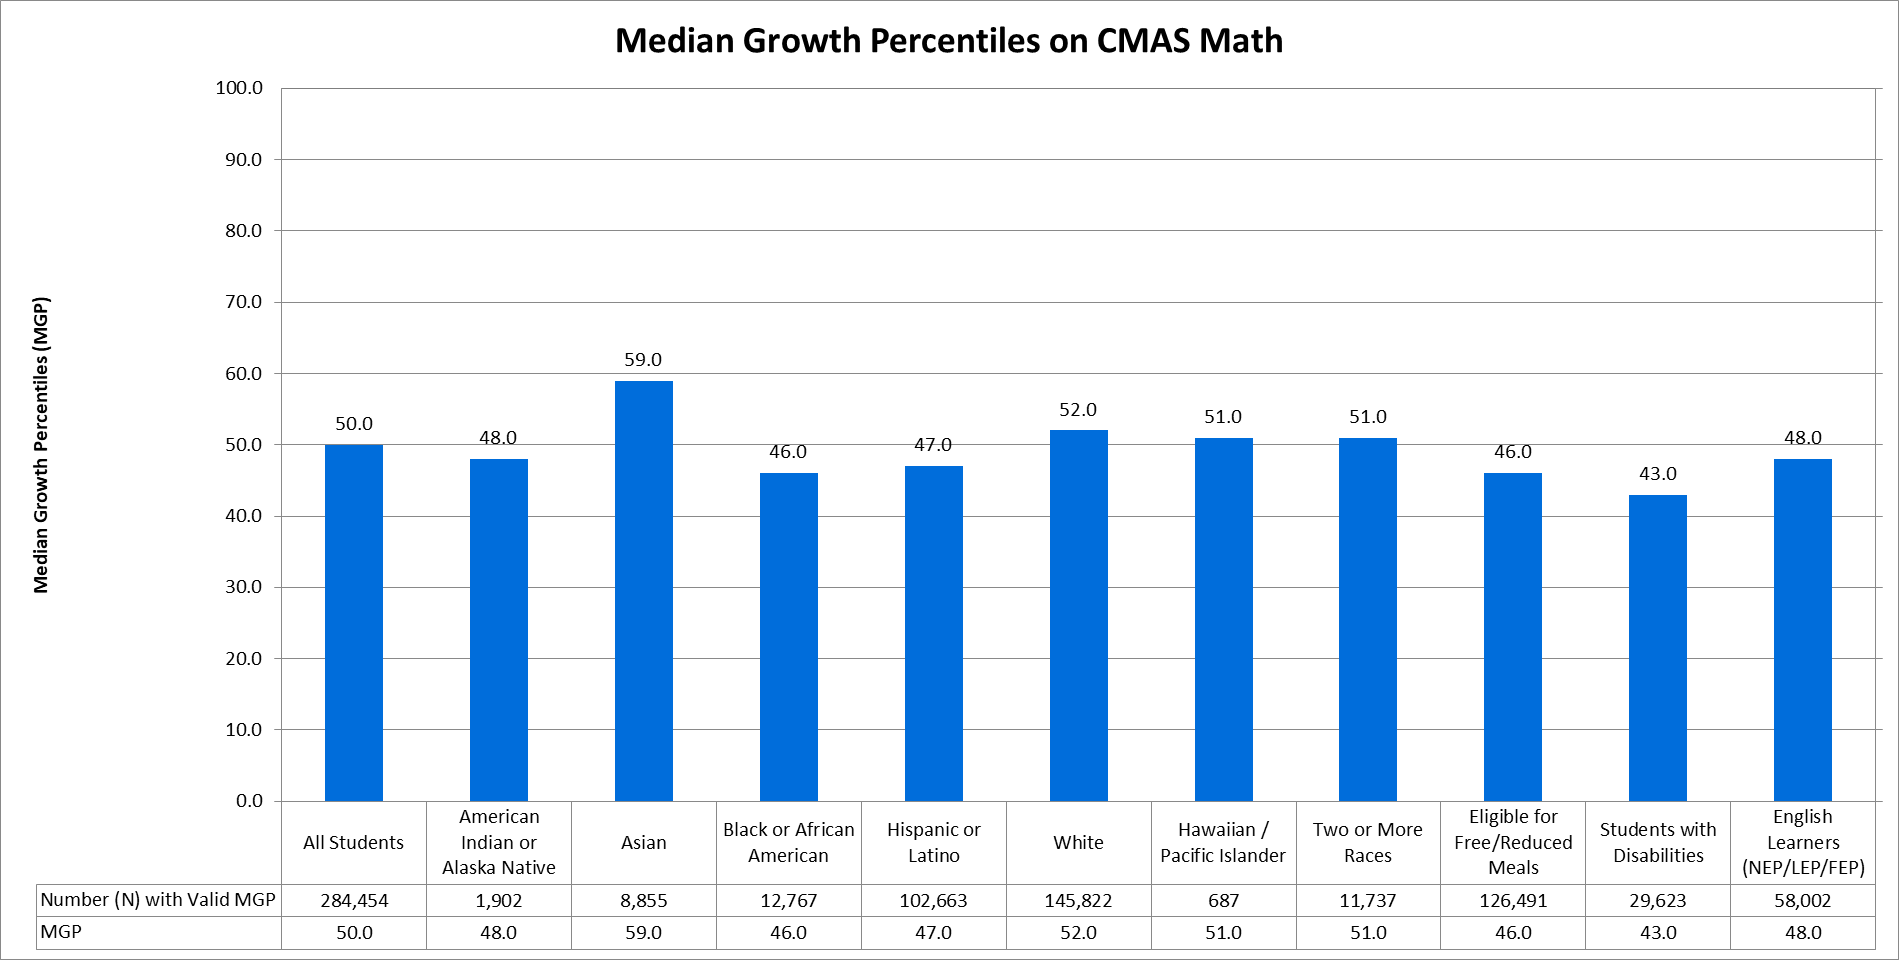 Median Growth Percentiles on CMAS Math
Median Growth Percentiles (MGP)
100.0
90.0
80.0
70.0
60.0
50.0
40.0
30.0
20.0
10.0
0.0
50.0
48.0
59.0
46.0
47.0
52.0
51.0
51.0
46.0
43.0
48.0
All Students
American
Indian or
Alaska Native
Asian
Black or African
American
Hispanic or
Latino
White
Hawaiian /
Pacific Islander
Two or More
Races
Eligible for
Free/Reduced
Meals
Students with
Disabilities
English
Learners
(NEP/LEP/FEP)
Number (N) with Valid MGP 284,454 1,902 8,855 12,767 102,663 145,822 687 11,737 126,491 29,623 58,002
MGP 50.0 48.0 59.0 46.0 47.0 52.0 51.0 51.0 46.0 43.0 48.0